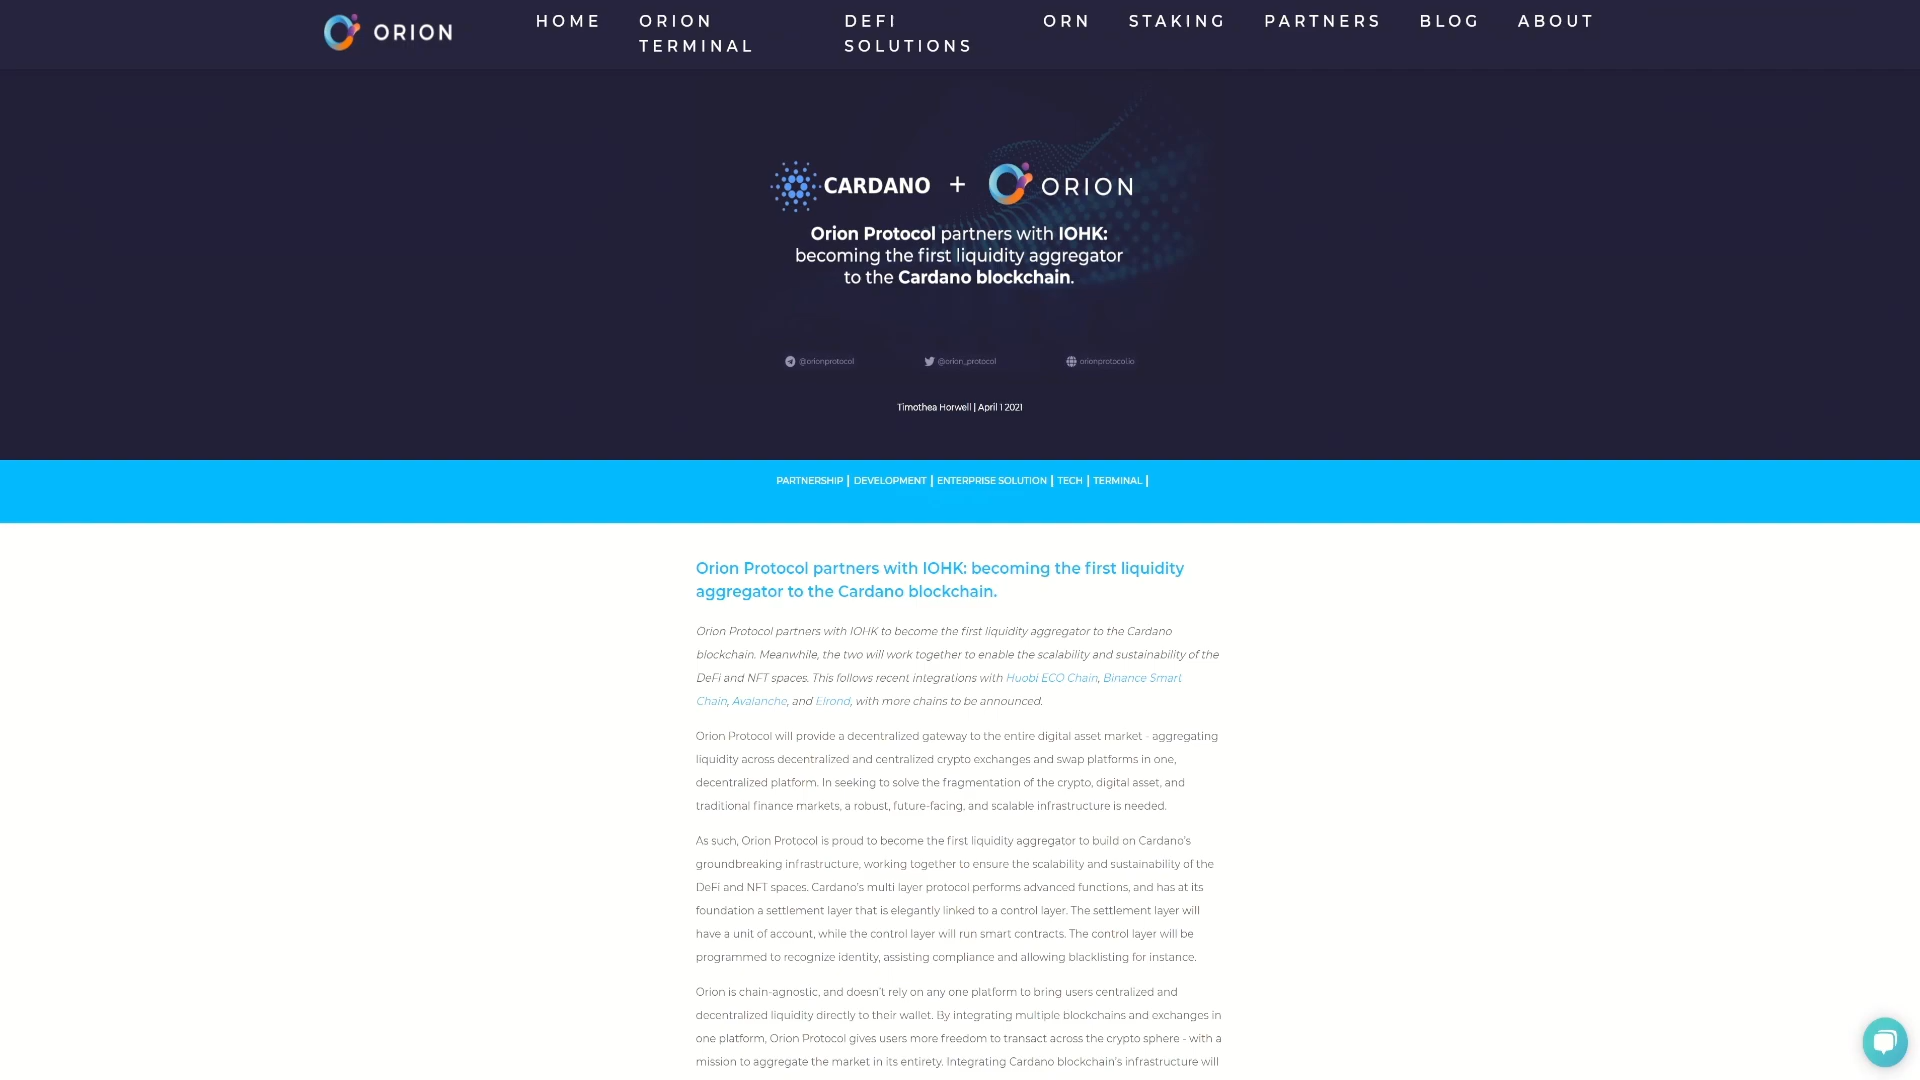 ORION
HOME
ORION TERMINAL
DEFI SOLUTIONS
ORN
STAKING
PARTNERS
BLOG
ABOUT
CARDANO + ORION
Orion Protocol partners with IOHK:
becoming the first liquidity aggregator
to the Cardano blockchain.
@orionprotocol
@orion_protocol
orionprotocol.io
Timothea Horwell | April 1 2021
PARTNERSHIP | DEVELOPMENT | ENTERPRISE SOLUTION | TECH | TERMINAL |
Orion Protocol partners with IOHK: becoming the first liquidity
aggregator to the Cardano blockchain.
Orion Protocol partners with IOHK to become the first liquidity aggregator to the Cardano
blockchain. Meanwhile, the two will work together to enable the scalability and sustainability of the
DeFi and NFT spaces. This follows recent integrations with Huobi ECO Chain, Binance Smart
Chain, Avalanche, and Elrond, with more chains to be announced.
Orion Protocol will provide a decentralized gateway to the entire digital asset market - aggregating
liquidity across decentralized and centralized crypto exchanges and swap platforms in one,
decentralized platform. In seeking to solve the fragmentation of the crypto, digital asset, and
traditional finance markets, a robust, future-facing, and scalable infrastructure is needed.
As such, Orion Protocol is proud to become the first liquidity aggregator to build on Cardano's
groundbreaking infrastructure, working together to ensure the scalability and sustainability of the
DeFi and NFT spaces. Cardano's multi layer protocol performs advanced functions, and has at its
foundation a settlement layer that is elegantly linked to a control layer. The settlement layer will
have a unit of account, while the control layer will run smart contracts. The control layer will be
programmed to recognize identity, assisting compliance and allowing blacklisting for instance.
Orion is chain-agnostic, and doesn't rely on any one platform to bring users centralized and
decentralized liquidity directly to their wallet. By integrating multiple blockchains and exchanges in
one platform, Orion Protocol gives users more freedom to transact across the crypto sphere - with a
mission to aggregate the market in its entirety. Integrating Cardano blockchain's infrastructure will